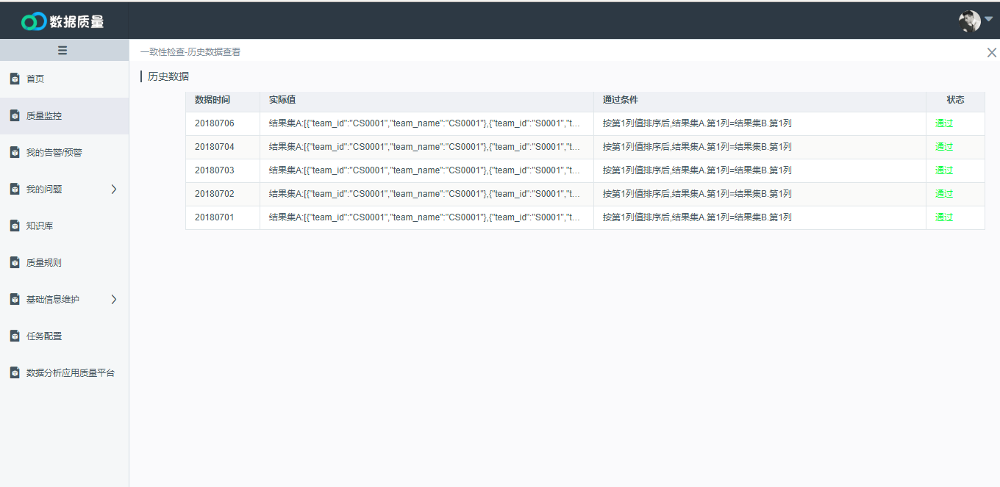 数据质量
一致性检查-历史数据查看
首页
质量监控
我的告警/预警
我的问题
知识库
质量规则
基础信息维护
任务配置
数据分析应用质量平台
历史数据
数据时间 实际值 通过条件 状态
20180706 结果集A:[{"team_id":"CS0001","team_name":"CS0001"},{"team_id":"S0001","t... 按第1列值排序后,结果集A.第1列=结果集B.第1列 通过
20180704 结果集A:[{"team_id":"CS0001","team_name":"CS0001"},{"team_id":"S0001","t... 按第1列值排序后,结果集A.第1列=结果集B.第1列 通过
20180703 结果集A:[{"team_id":"CS0001","team_name":"CS0001"},{"team_id":"S0001","t... 按第1列值排序后,结果集A.第1列=结果集B.第1列 通过
20180702 结果集A:[{"team_id":"CS0001","team_name":"CS0001"},{"team_id":"S0001","t... 按第1列值排序后,结果集A.第1列=结果集B.第1列 通过
20180701 结果集A:[{"team_id":"CS0001","team_name":"CS0001"},{"team_id":"S0001","t... 按第1列值排序后,结果集A.第1列=结果集B.第1列 通过